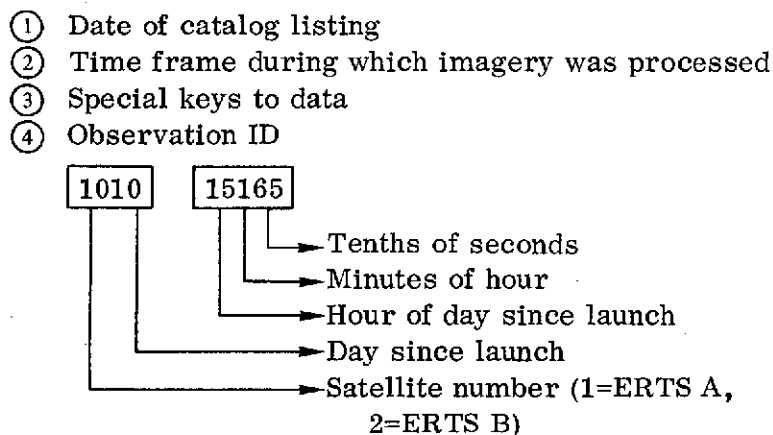 ① Date of catalog listing
② Time frame during which imagery was processed
③ Special keys to data
④ Observation ID
1010 15165
Tenths of seconds
Minutes of hour
Hour of day since launch
Day since launch
Satellite number (1=ERTS A,
2=ERTS B)